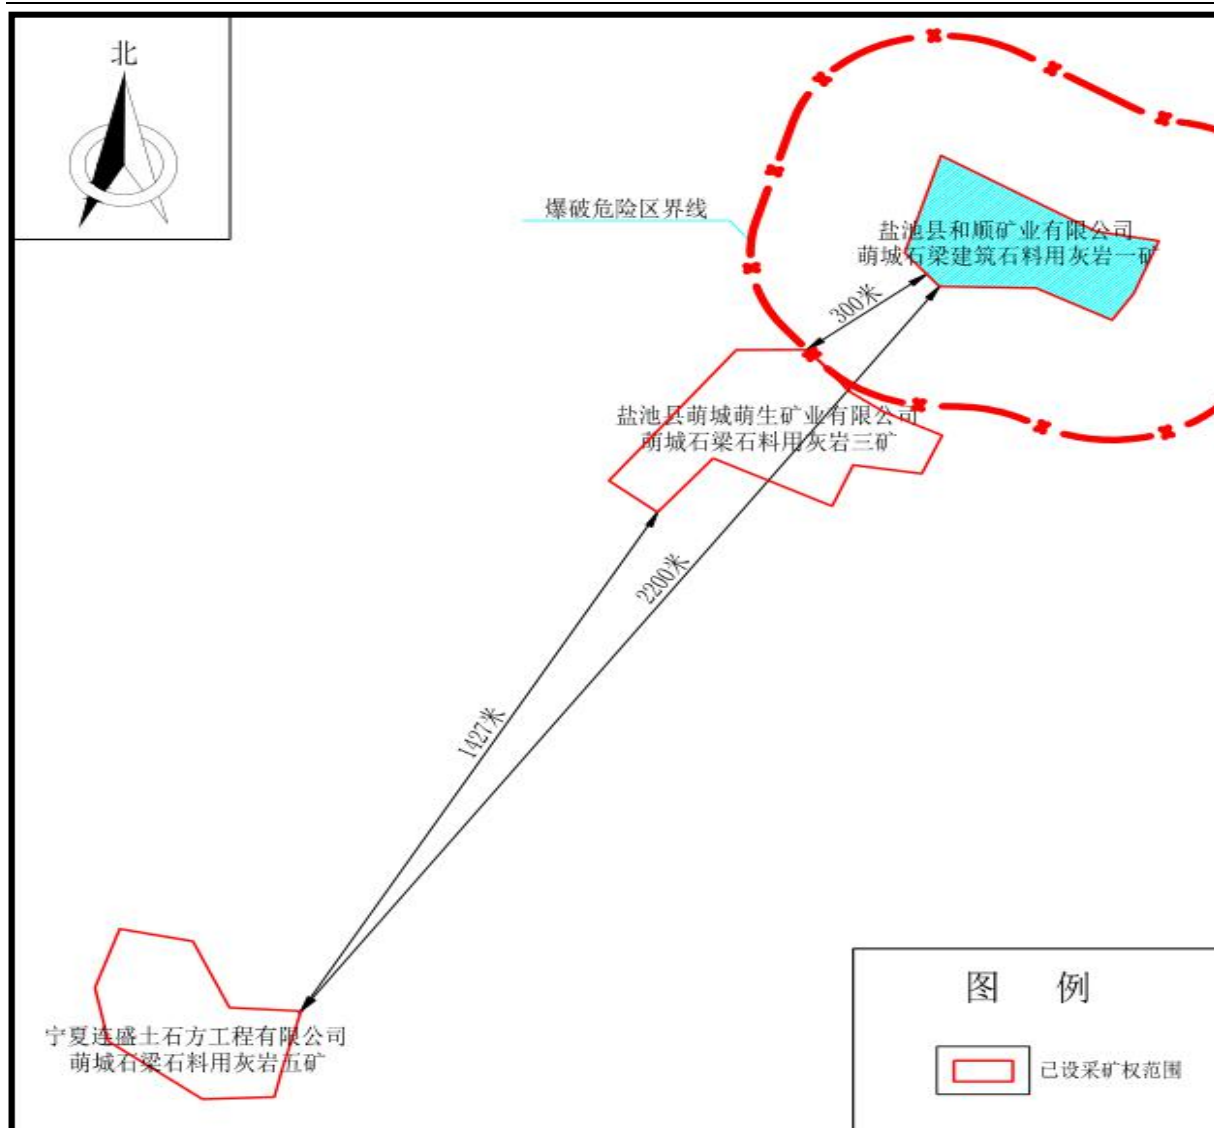 北
爆破危险区界线
盐池县和顺矿业有限公司
萌城石梁建筑石料用灰岩一矿
300米
盐池县萌城萌生矿业有限公司
萌城石梁石料用灰岩三矿
2200米
1427米
宁夏连盛土石方工程有限公司
萌城石梁石料用灰岩五矿
图 例
已设采矿权范围